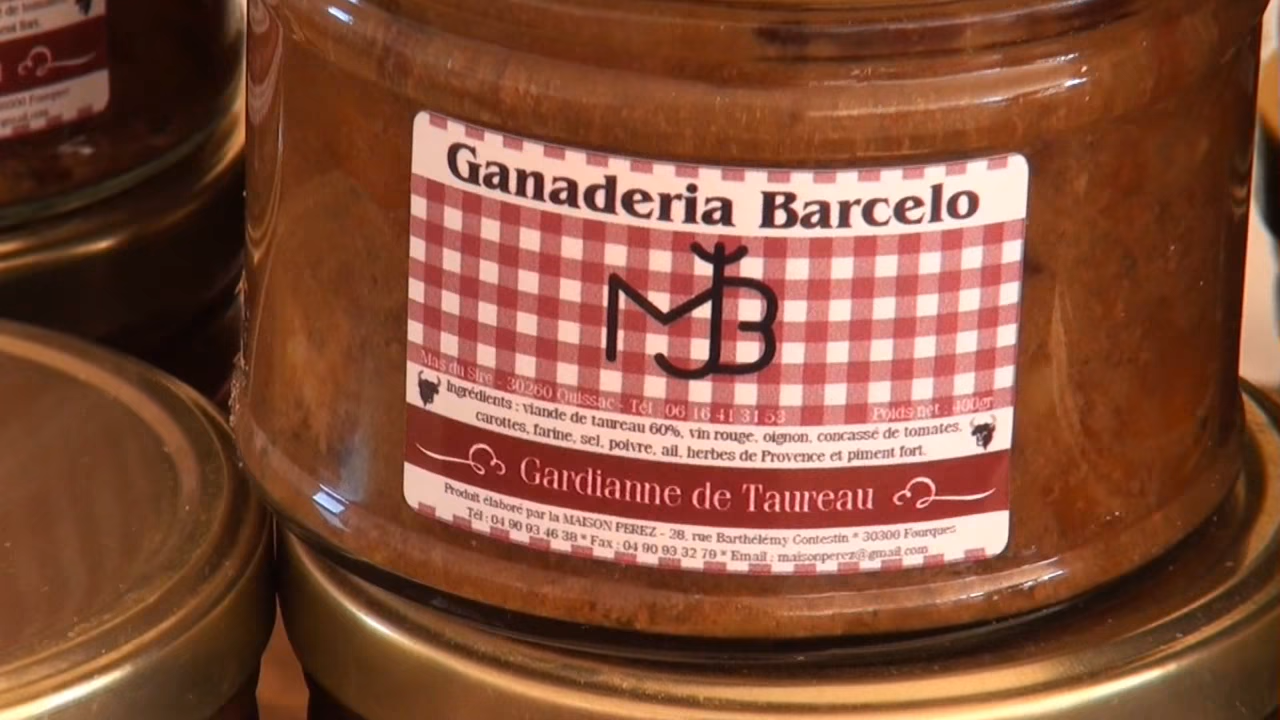 Ganaderia Barcelo
MJB
Mas du Sire - 30260 Quissac - Tél : 06 16 41 31 53 Poids net : 400gr
Ingrédients : viande de taureau 60%, vin rouge, oignon, concassé de tomates,
carottes, farine, sel, poivre, ail, herbes de Provence et piment fort.
Gardianne de Taureau
Produit élaboré par la MAISON PEREZ - 28, rue Barthélémy Contestin * 30300 Fourques
Tél : 04 90 93 46 38 * Fax : 04 90 93 32 79 * Email : maisonperez@gmail.com